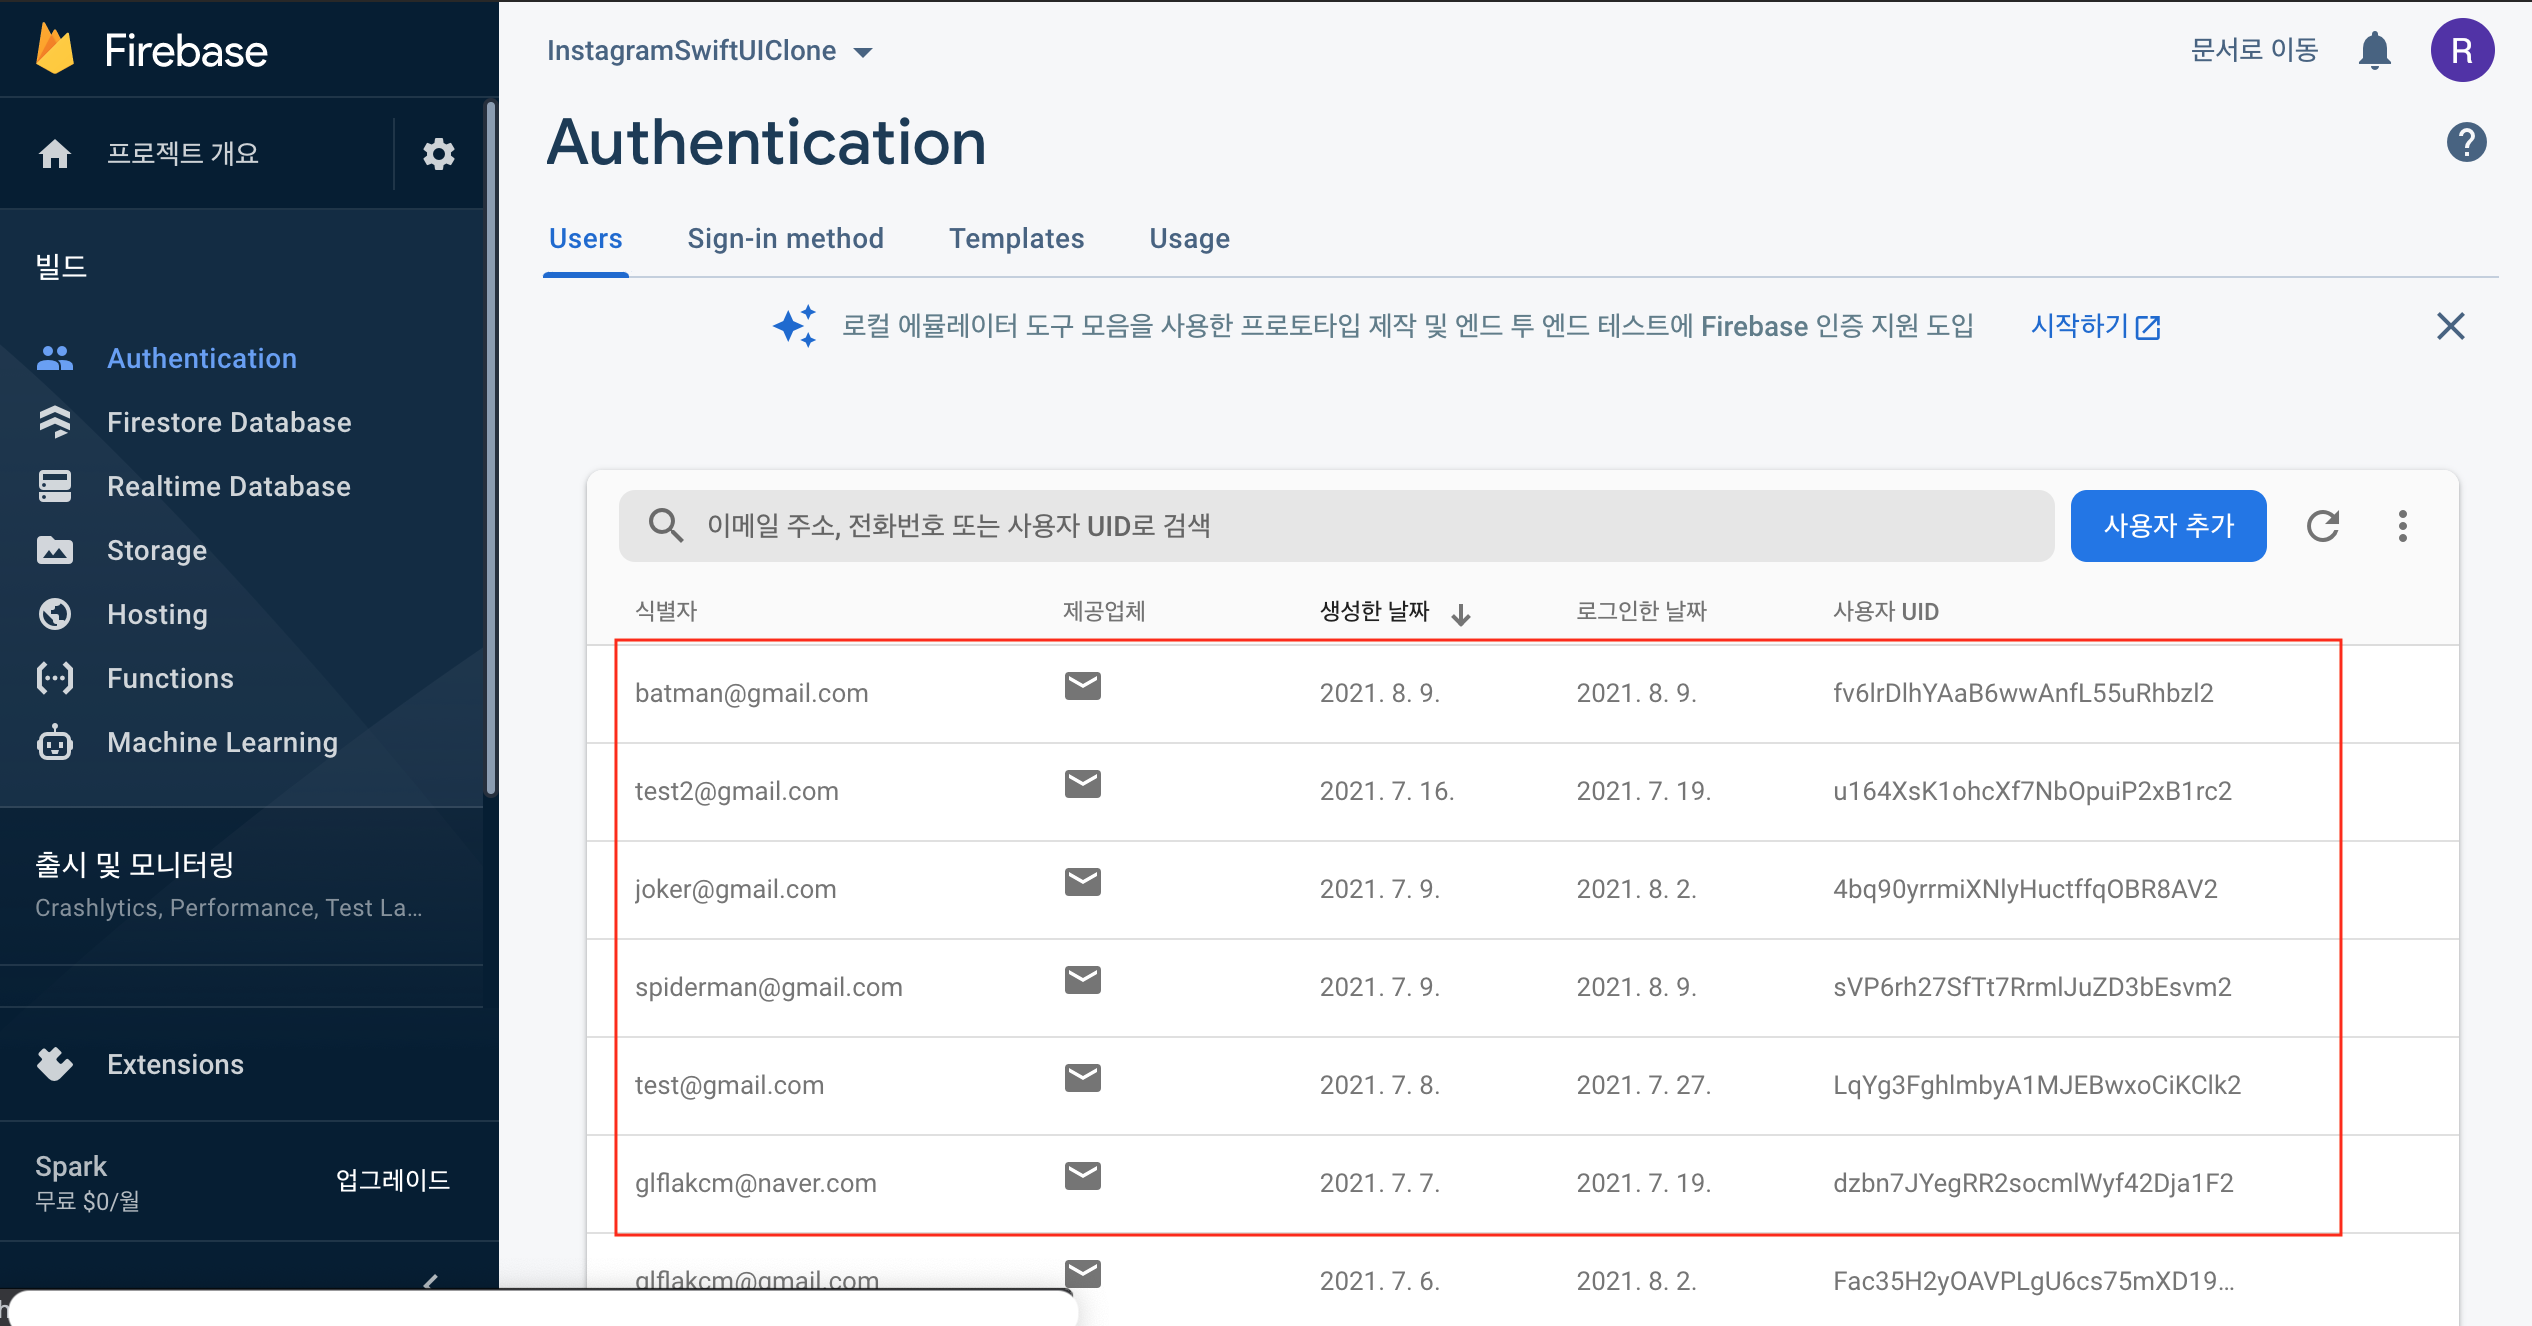 Firebase
프로젝트 개요
빌드
Authentication
Firestore Database
Realtime Database
Storage
Hosting
Functions
Machine Learning
출시 및 모니터링
Crashlytics, Performance, Test La...
Extensions
Spark
무료 $0/월
업그레이드
InstagramSwiftUIClone
문서로 이동
R
Authentication
Users Sign-in method Templates Usage
로컬 에뮬레이터 도구 모음을 사용한 프로토타입 제작 및 엔드 투 엔드 테스트에 Firebase 인증 지원 도입 시작하기
이메일 주소, 전화번호 또는 사용자 UID로 검색
사용자 추가
식별자 제공업체 생성한 날짜 로그인한 날짜 사용자 UID
batman@gmail.com 2021. 8. 9. 2021. 8. 9. fv6lrDlhYAaB6wwAnfL55uRhbzl2
test2@gmail.com 2021. 7. 16. 2021. 7. 19. u164XsK1ohcXf7NbOpuiP2xB1rc2
joker@gmail.com 2021. 7. 9. 2021. 8. 2. 4bq90yrrmiXNlyHuctffqOBR8AV2
spiderman@gmail.com 2021. 7. 9. 2021. 8. 9. sVP6rh27SfTt7RrmlJuZD3bEsvm2
test@gmail.com 2021. 7. 8. 2021. 7. 27. LqYg3FghlmbyA1MJEBwxoCiKClk2
glflakcm@naver.com 2021. 7. 7. 2021. 7. 19. dzbn7JYegRR2socmlWyf42Dja1F2
glflakcm@gmail.com 2021. 7. 6. 2021. 8. 2. Fac35H2yOAVPLgU6cs75mXD19...